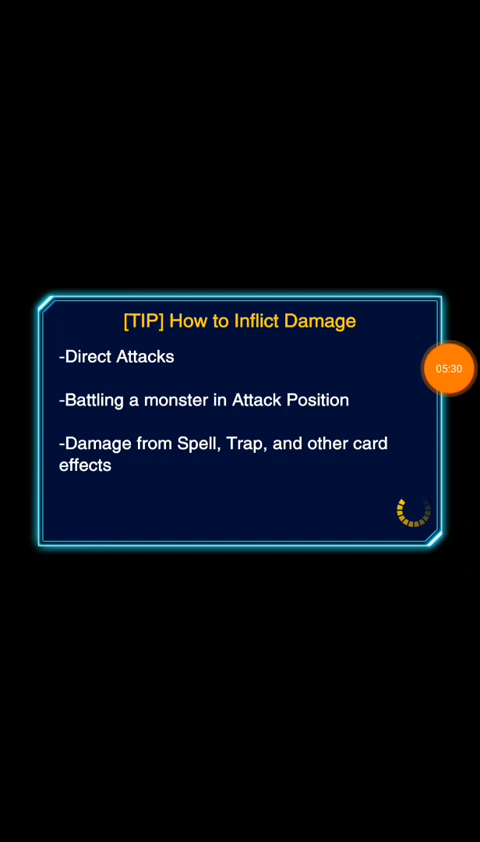 [TIP] How to Inflict Damage
-Direct Attacks
05:30
-Battling a monster in Attack Position
-Damage from Spell, Trap, and other card
effects